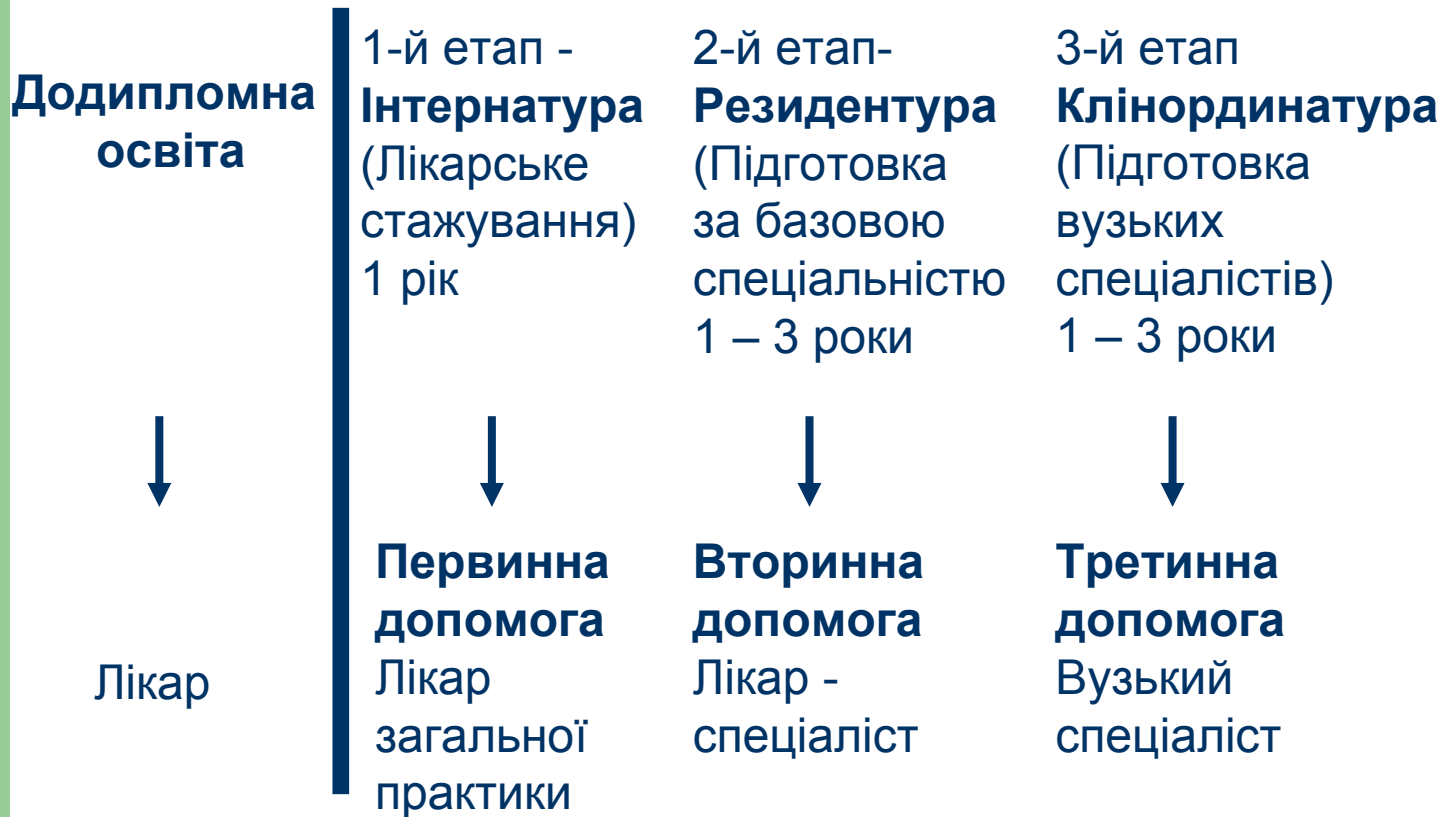 Додипломна
освіта
Лікар
1-й етап -
Інтернатура
(Лікарське
стажування)
1 рік
Первинна
допомога
Лікар
загальної
практики
2-й етап-
Резидентура
(Підготовка
за базовою
спеціальністю
1 – 3 роки
Вторинна
допомога
Лікар -
спеціаліст
3-й етап
Клінординатура
(Підготовка
вузьких
спеціалістів)
1 – 3 роки
Третинна
допомога
Вузький
спеціаліст